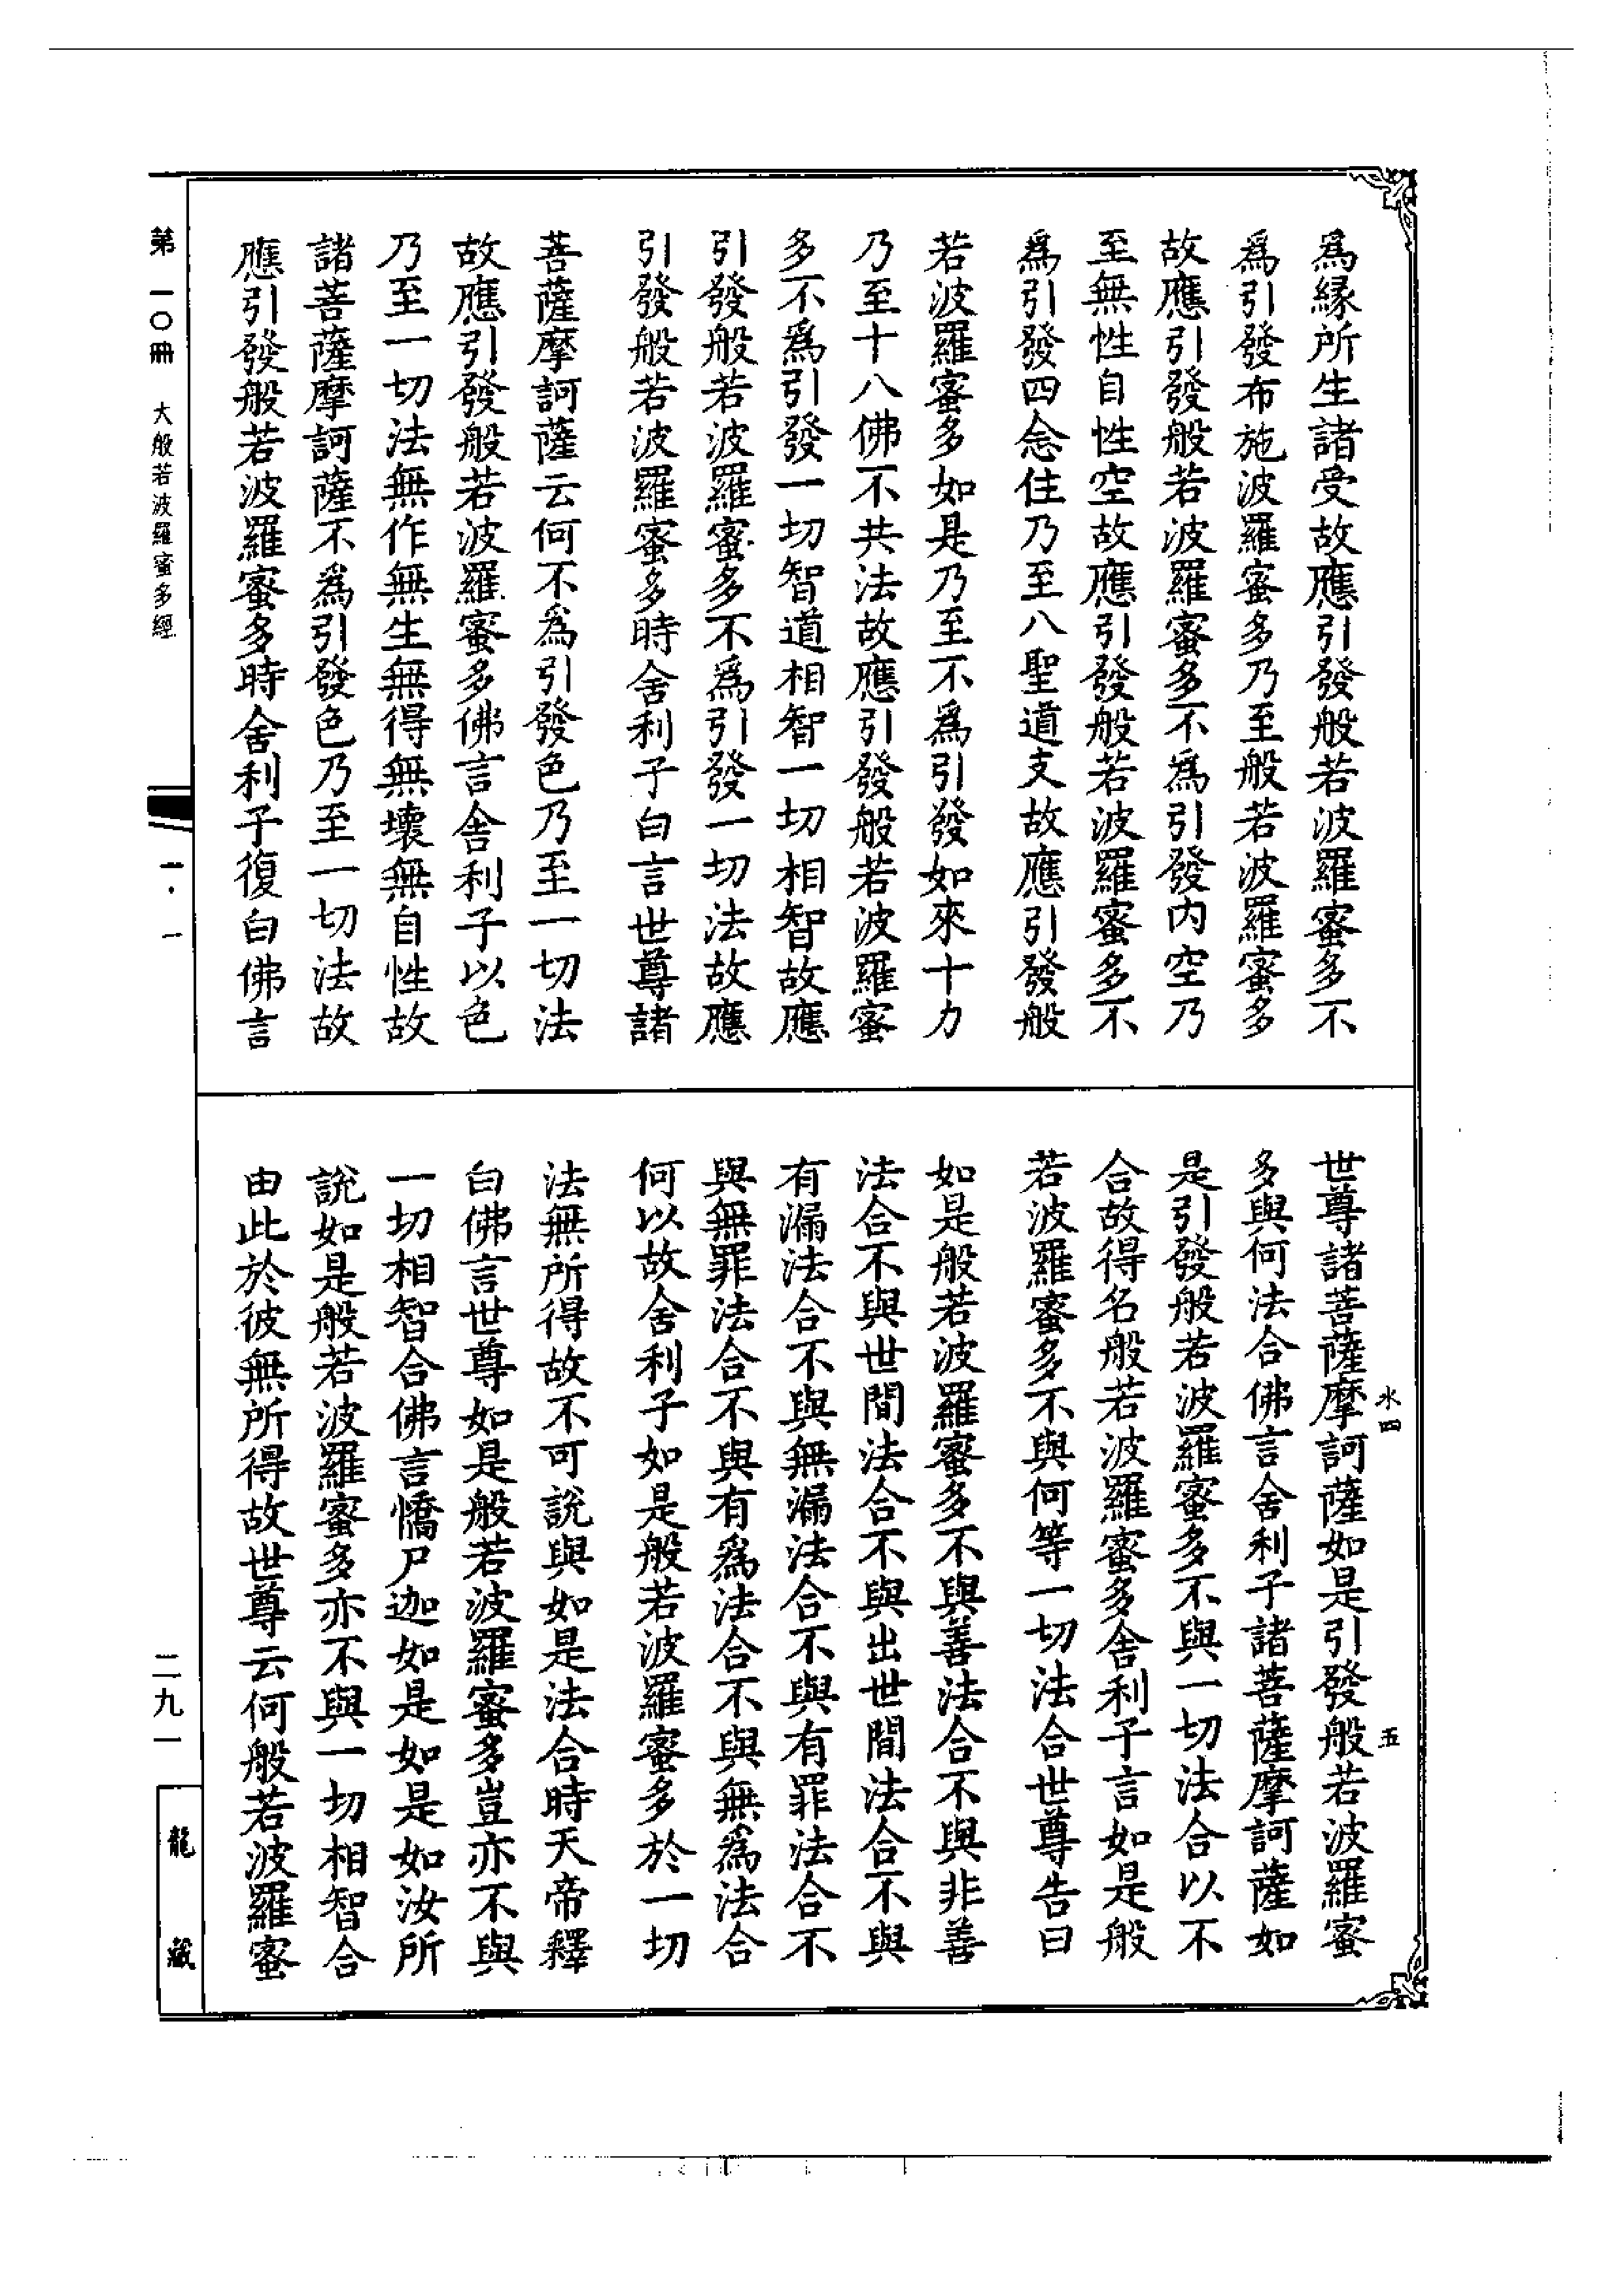 爲縁所生諸受故應引發般若波羅蜜多不
爲引發布施波羅蜜多乃至般若波羅蜜多
故應引發般若波羅蜜多不爲引發内空乃
至無性自性空故應引發般若波羅蜜多不
爲引發四念住乃至八聖道支故應引發般
若波羅蜜多如是乃至不爲引發如來十力
乃至十八佛不共法故應引發般若波羅蜜
多不爲引發一切智道相智一切相智故應
引發般若波羅蜜多不爲引發一切法故應
引發般若波羅蜜多時舍利子白言世尊諸
菩薩摩訶薩云何不爲引發色乃至一切法
故應引發般若波羅蜜多佛言舍利子以色
乃至一切法無作無生無得無壞無自性故
諸菩薩摩訶薩不爲引發色乃至一切法故
應引發般若波羅蜜多時舍利子復白佛言
世尊諸菩薩摩訶薩如是引發般若波羅蜜
多與何法合佛言舍利子諸菩薩摩訶薩如
是引發般若波羅蜜多不與一切法合以不
合故得名般若波羅蜜多舍利子言如是般
若波羅蜜多不與何等一切法合世尊告曰
如是般若波羅蜜多不與善法合不與非善
法合不與世間法合不與出世間法合不與
有漏法合不與無漏法合不與有罪法合不
與無罪法合不與有爲法合不與無爲法合
何以故舍利子如是般若波羅蜜多於一切
法無所得故不可說與如是法合時天帝釋
白佛言世尊如是般若波羅蜜多豈亦不與
一切相智合佛言憍尸迦如是如是如汝所
說如是般若波羅蜜多亦不與一切相智合
由此於彼無所得故世尊云何般若波羅蜜
水四
五
第一〇冊 大般若波羅蜜多經
一·一
二九一
龍藏